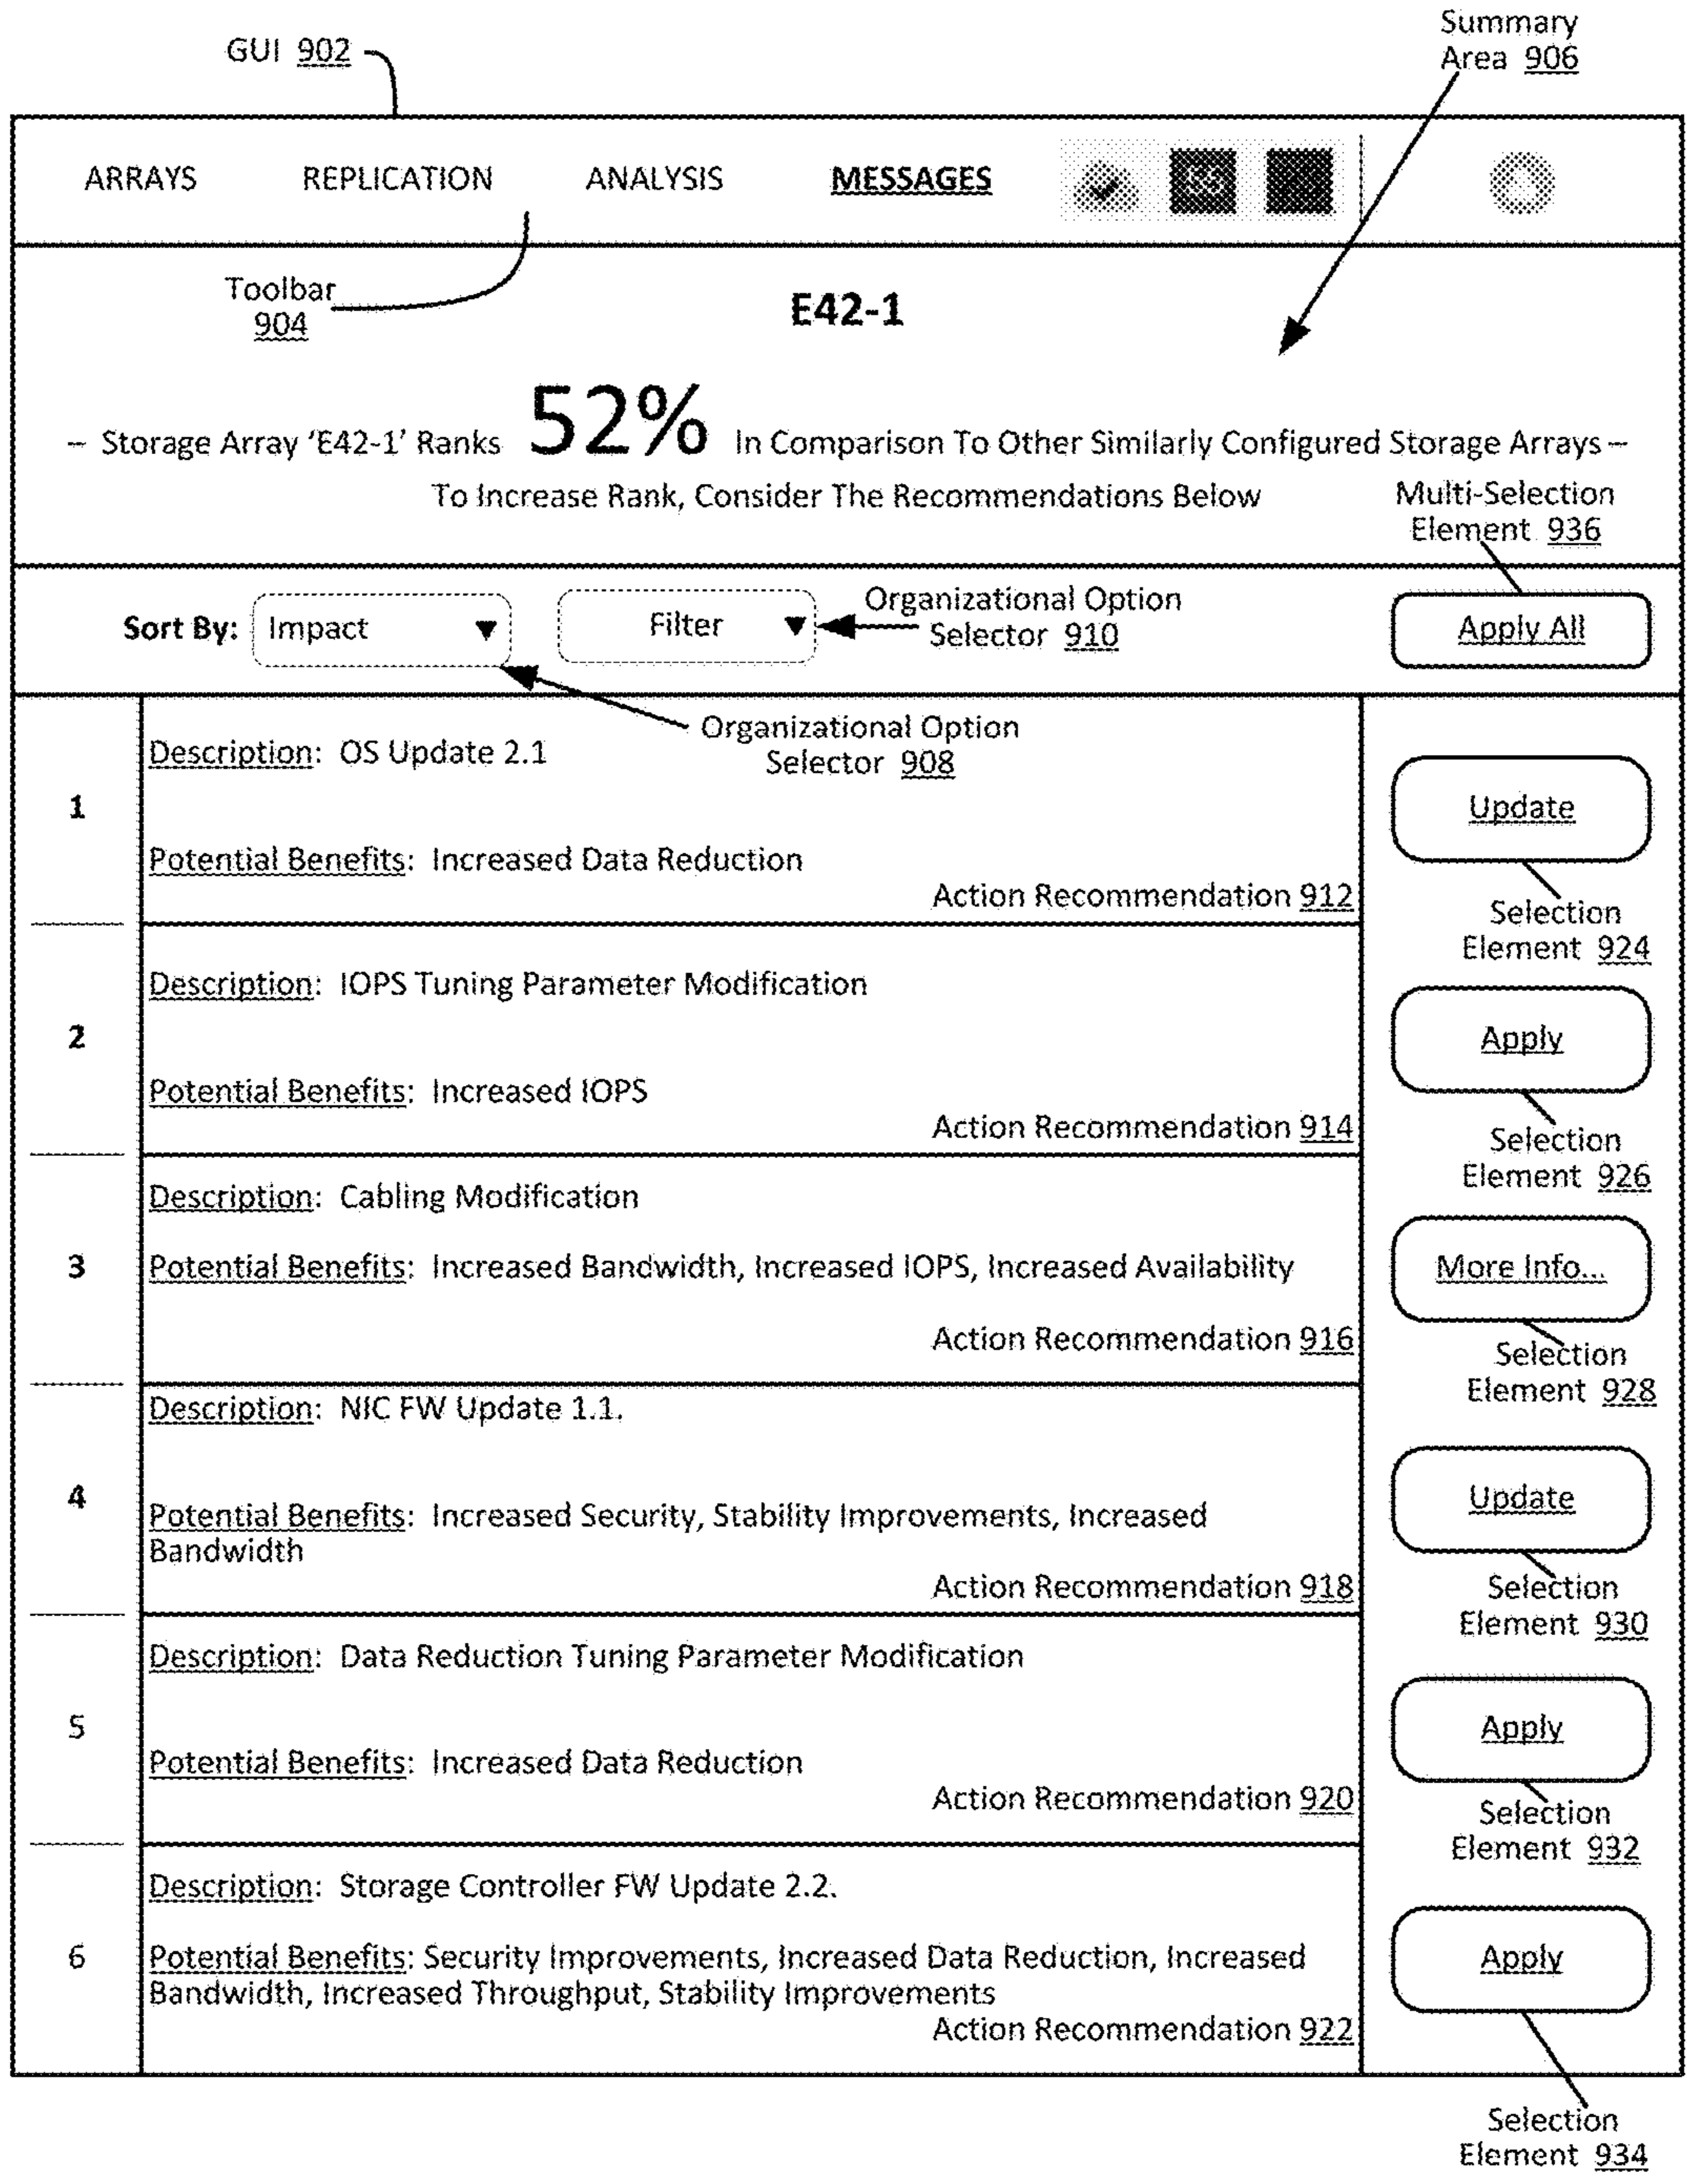 GUI 902
Summary
Area 906
ARRAYS REPLICATION ANALYSIS MESSAGES
Toolbar
904
E42-1
– Storage Array 'E42-1' Ranks 52% In Comparison To Other Similarly Configured Storage Arrays –
To Increase Rank, Consider The Recommendations Below
Multi-Selection
Element 936
Sort By: Impact ▼ Filter ▼
Organizational Option
Selector 910
Apply All
Organizational Option
Selector 908
1
Description: OS Update 2.1
Potential Benefits: Increased Data Reduction
Action Recommendation 912
Update
Selection
Element 924
2
Description: IOPS Tuning Parameter Modification
Potential Benefits: Increased IOPS
Action Recommendation 914
Apply
Selection
Element 926
3
Description: Cabling Modification
Potential Benefits: Increased Bandwidth, Increased IOPS, Increased Availability
Action Recommendation 916
More Info...
Selection
Element 928
4
Description: NIC FW Update 1.1.
Potential Benefits: Increased Security, Stability Improvements, Increased
Bandwidth
Action Recommendation 918
Update
Selection
Element 930
5
Description: Data Reduction Tuning Parameter Modification
Potential Benefits: Increased Data Reduction
Action Recommendation 920
Apply
Selection
Element 932
6
Description: Storage Controller FW Update 2.2.
Potential Benefits: Security Improvements, Increased Data Reduction, Increased
Bandwidth, Increased Throughput, Stability Improvements
Action Recommendation 922
Apply
Selection
Element 934